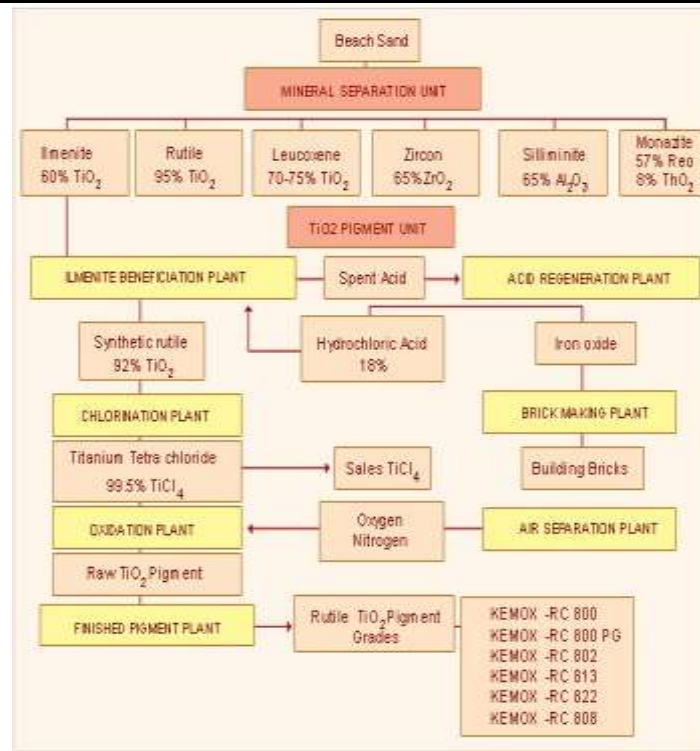 Beach Sand
MINERAL SEPARATION UNIT
Ilmenite
60% TiO2
Rutile
95% TiO2
Leucoxene
70-75% TiO2
Zircon
65%ZrO2
Silliminite
65% Al2O3
Monazite
57% Reo
8% ThO2
TiO2 PIGMENT UNIT
ILMENITE BENEFICIATION PLANT
Spent Acid
ACID REGENERATION PLANT
Synthetic rutile
92% TiO2
Hydrochloric Acid
18%
Iron oxide
CHLORINATION PLANT
BRICK MAKING PLANT
Titanium Tetra chloride
99.5% TiCl4
Sales TiCl4
Building Bricks
OXIDATION PLANT
Oxygen
Nitrogen
AIR SEPARATION PLANT
Raw TiO2 Pigment
FINISHED PIGMENT PLANT
Rutile TiO2 Pigment
Grades
KEMOX -RC 800
KEMOX -RC 800 PG
KEMOX -RC 802
KEMOX -RC 813
KEMOX -RC 822
KEMOX -RC 808